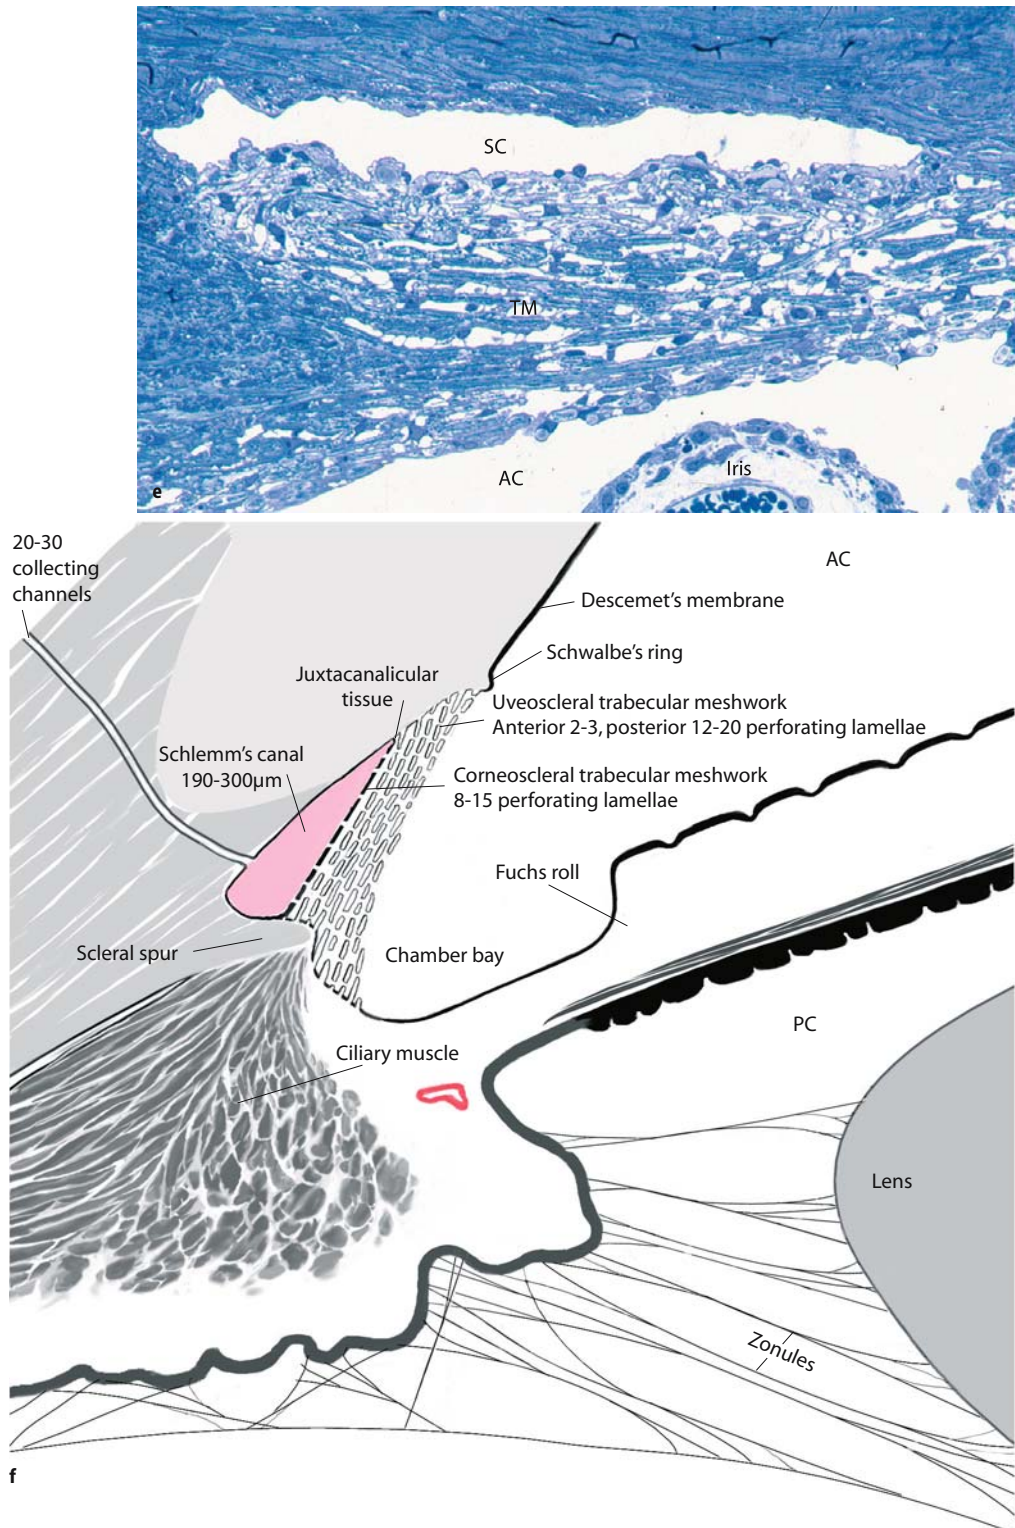 SC
TM
Iris
AC
e
20-30
collecting
channels
AC
Descemet's membrane
Schwalbe's ring
Juxtacanalicular
tissue
Uveoscleral trabecular meshwork
Anterior 2-3, posterior 12-20 perforating lamellae
Schlemm's canal
190-300µm
Corneoscleral trabecular meshwork
8-15 perforating lamellae
Fuchs roll
Scleral spur
Chamber bay
PC
Ciliary muscle
Lens
Zonules
f